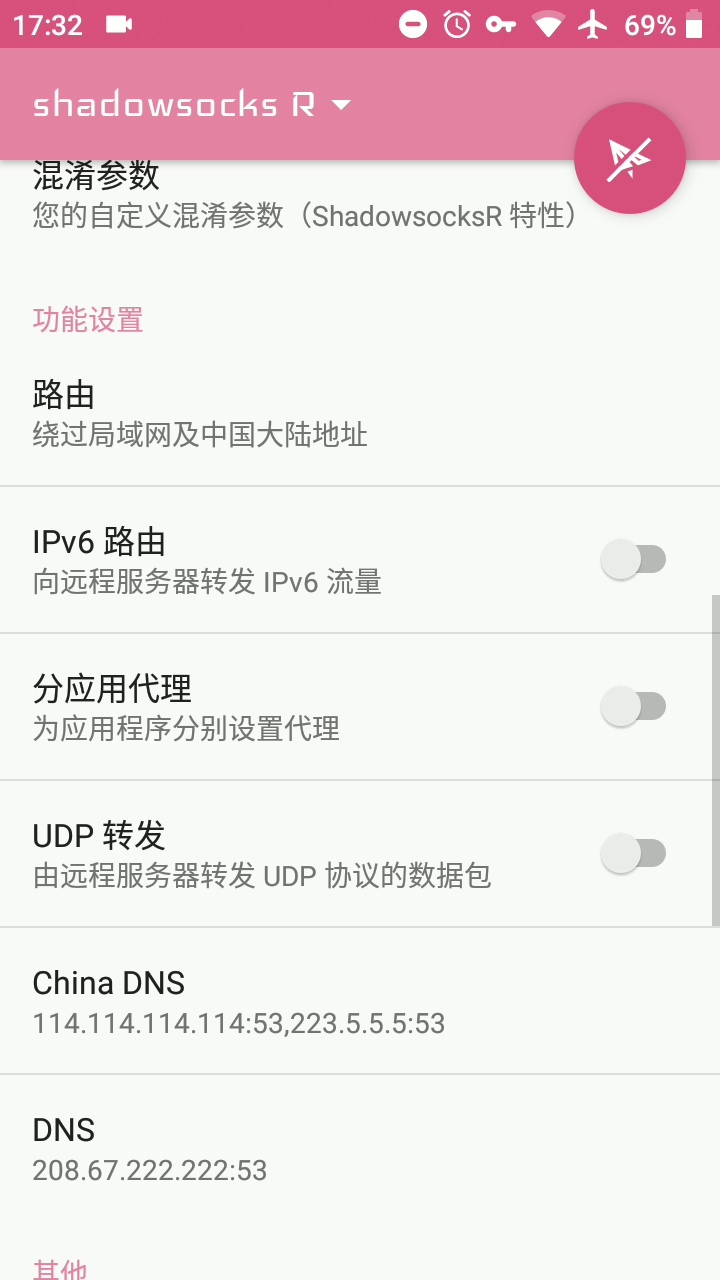 17:32
69%
shadowsocks R
混淆参数
您的自定义混淆参数（ShadowsocksR 特性）
功能设置
路由
绕过局域网及中国大陆地址
IPv6 路由
向远程服务器转发 IPv6 流量
分应用代理
为应用程序分别设置代理
UDP 转发
由远程服务器转发 UDP 协议的数据包
China DNS
114.114.114.114:53,223.5.5.5:53
DNS
208.67.222.222:53
其他